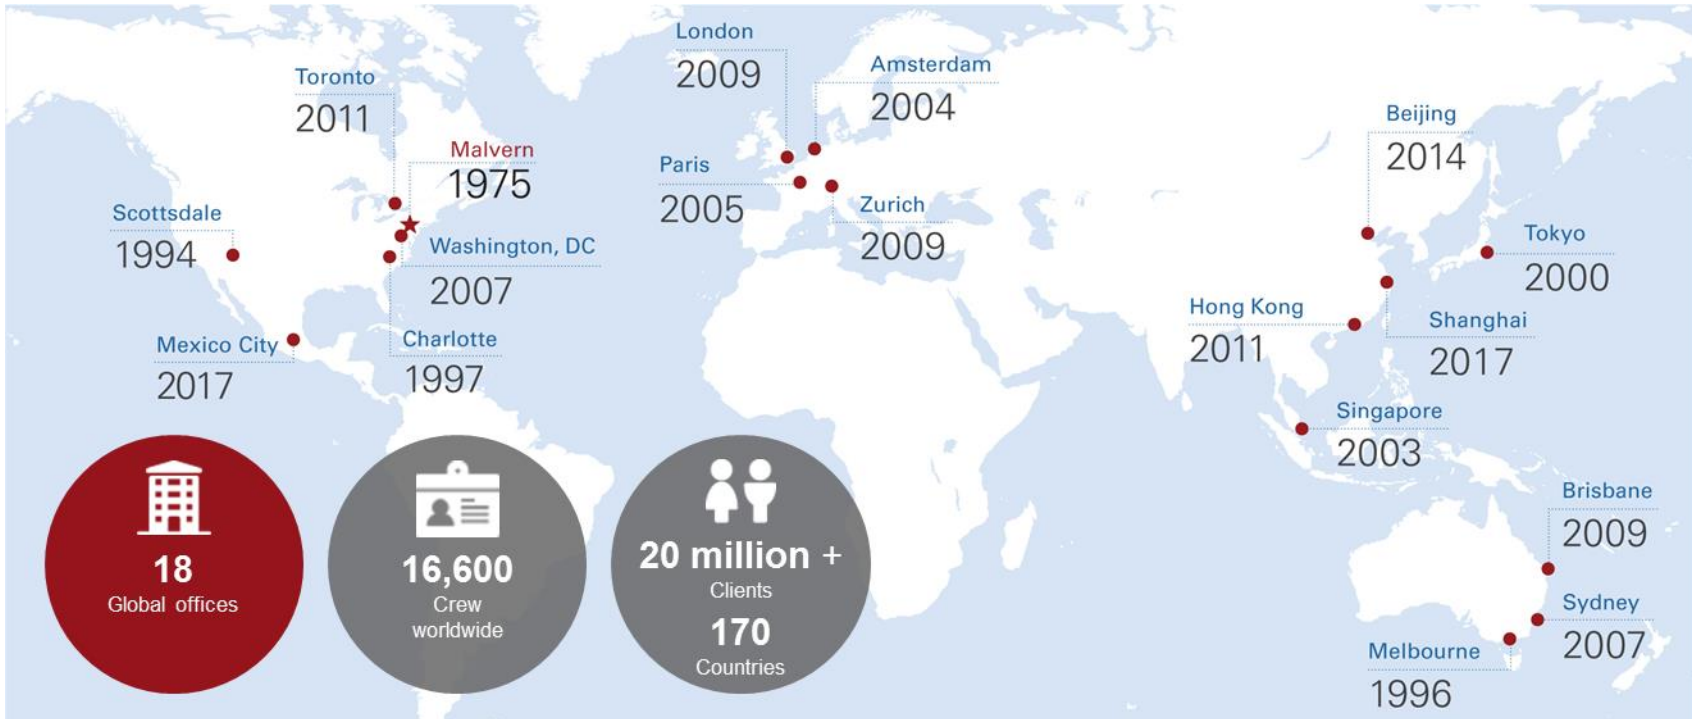 London
2009
Amsterdam
2004
Toronto
2011
Beijing
2014
Malvern
1975
Paris
2005
Scottsdale
1994
Zurich
2009
Washington, DC
2007
Tokyo
2000
Hong Kong
2011
Shanghai
2017
Mexico City
2017
Charlotte
1997
Singapore
2003
Brisbane
2009
Sydney
2007
Melbourne
1996
18
Global offices
16,600
Crew
worldwide
20 million +
Clients
170
Countries